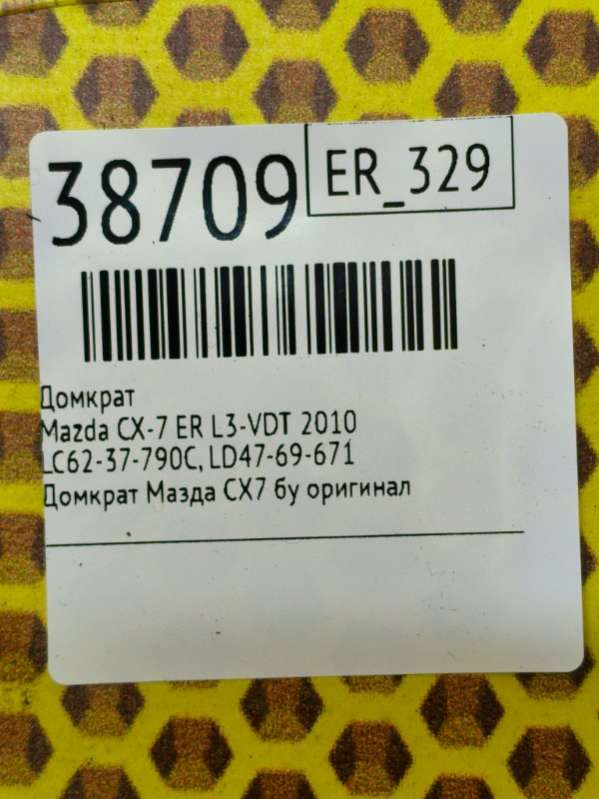 38709
ER_329
Домкрат
Mazda CX-7 ER L3-VDT 2010
LC62-37-790C, LD47-69-671
Домкрат Мазда СХ7 бу оригинал